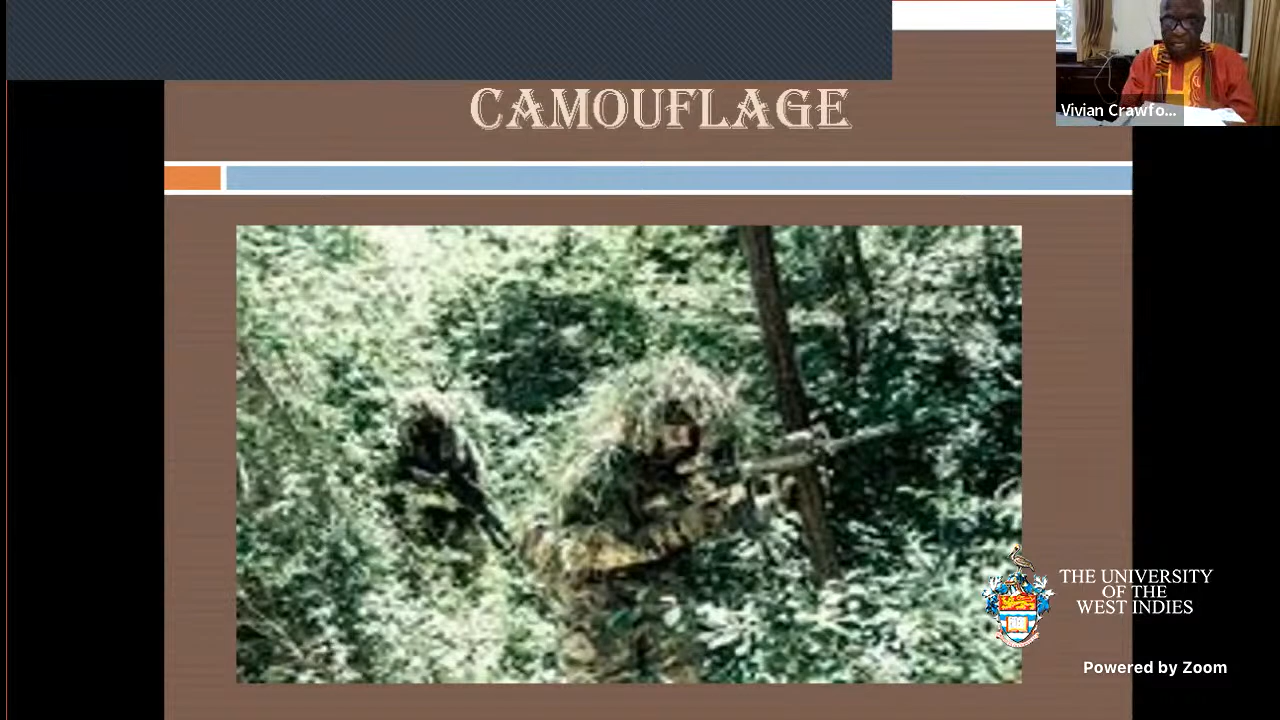 CAMOUFLAGE
Vivian Crawfo...
THE UNIVERSITY
OF THE
WEST INDIES
Powered by Zoom